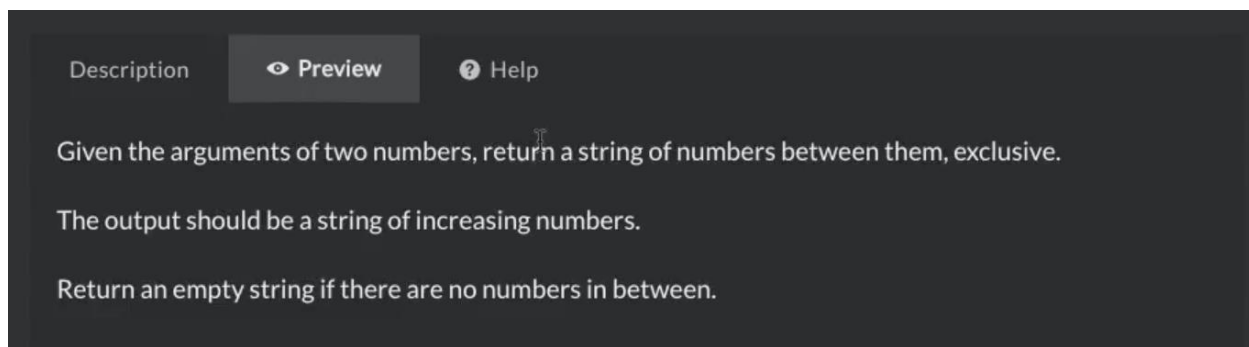 Description Preview Help
Given the arguments of two numbers, return a string of numbers between them, exclusive.
The output should be a string of increasing numbers.
Return an empty string if there are no numbers in between.